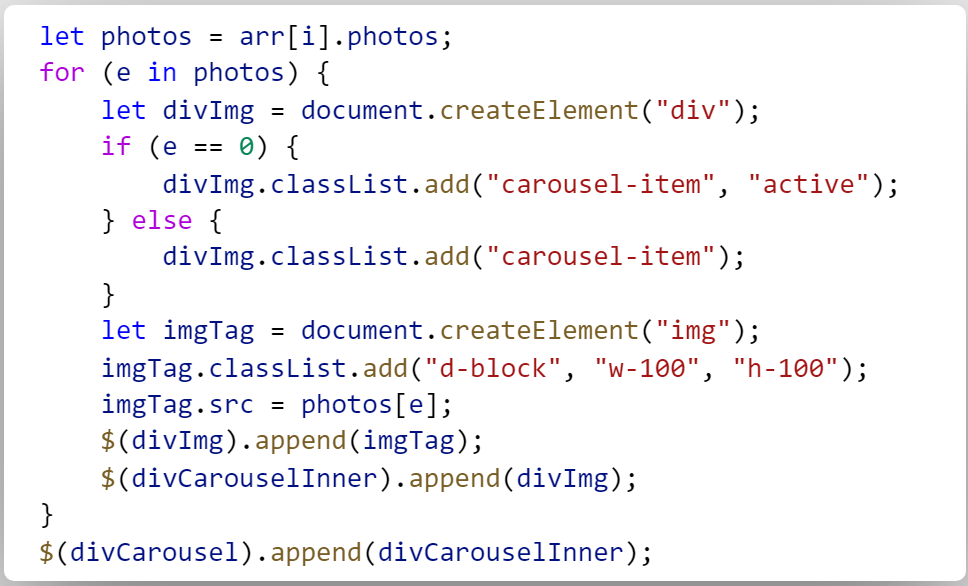 let photos = arr[i].photos;
for (e in photos) {
    let divImg = document.createElement("div");
    if (e == 0) {
        divImg.classList.add("carousel-item", "active");
    } else {
        divImg.classList.add("carousel-item");
    }
    let imgTag = document.createElement("img");
    imgTag.classList.add("d-block", "w-100", "h-100");
    imgTag.src = photos[e];
    $(divImg).append(imgTag);
    $(divCarouselInner).append(divImg);
}
$(divCarousel).append(divCarouselInner);